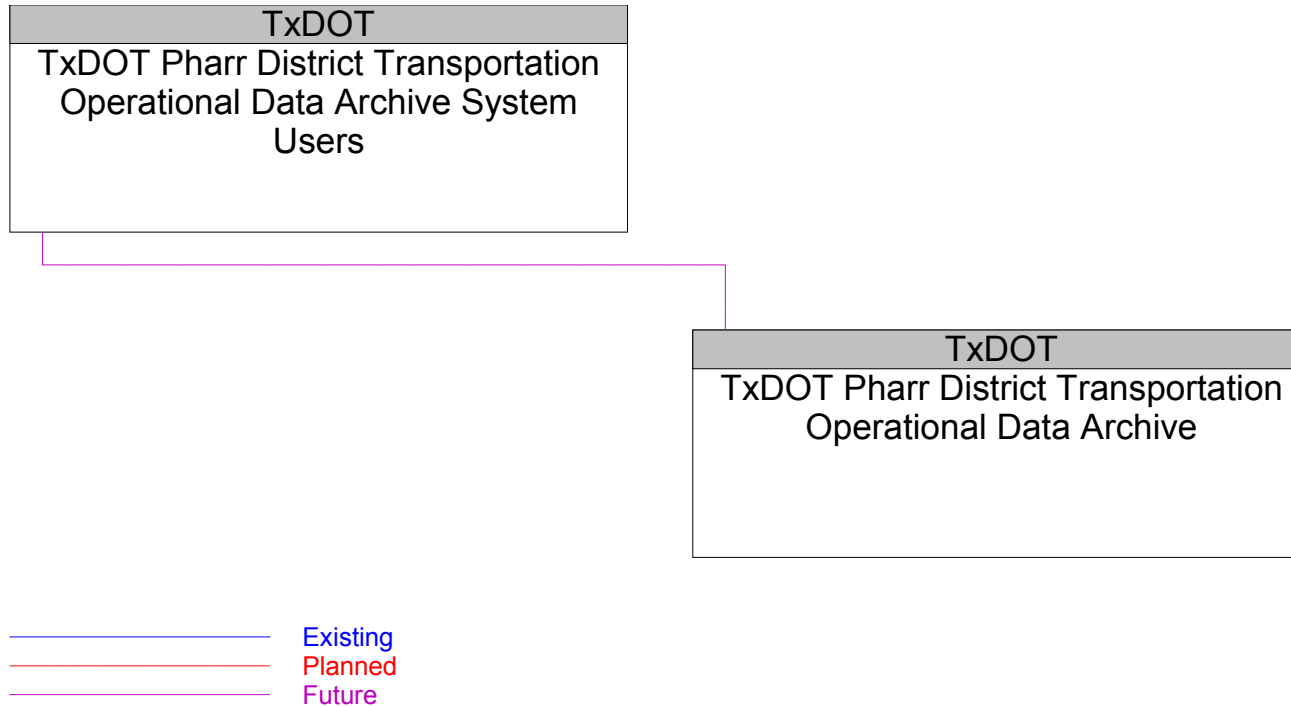 TxDOT
TxDOT Pharr District Transportation
Operational Data Archive System
Users
TxDOT
TxDOT Pharr District Transportation
Operational Data Archive
Existing
Planned
Future